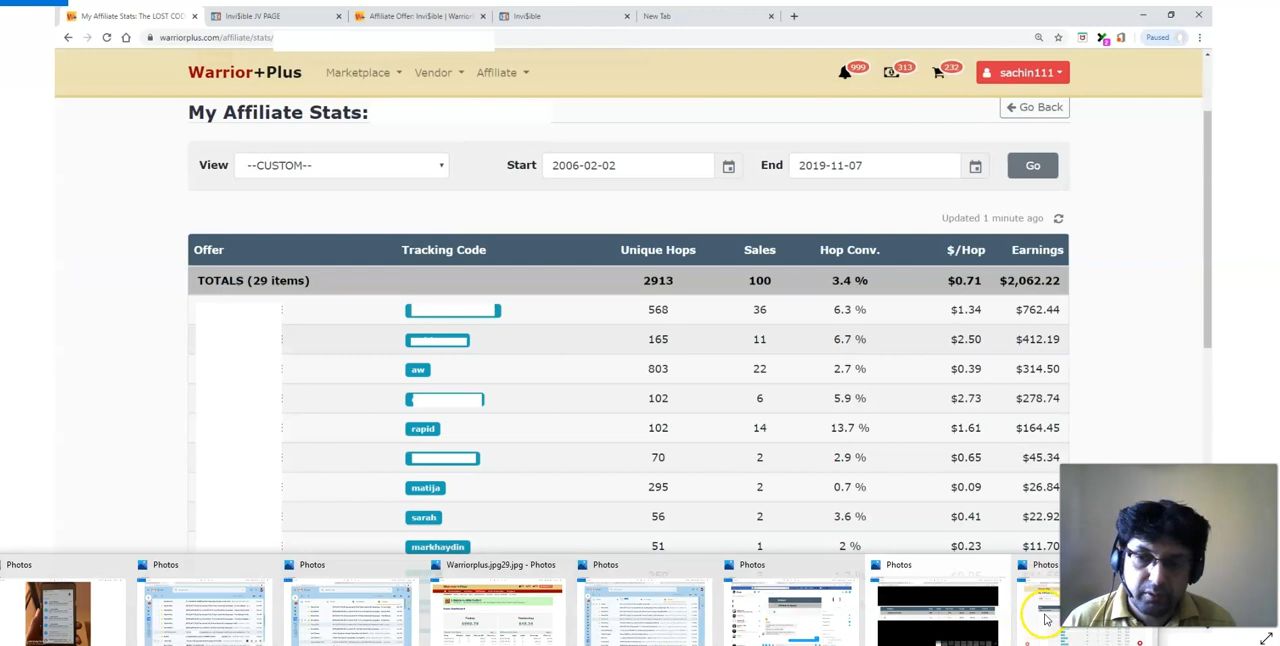 My Affiliate Stats: The LOST COD
Invi$ible JV PAGE
Affiliate Offer: Invi$ible | Warrior
Invi$ible
New Tab
warriorplus.com/affiliate/stats/
Paused
Warrior+Plus
Marketplace
Vendor
Affiliate
999
313
232
sachin111
My Affiliate Stats:
Go Back
View
--CUSTOM--
Start
2006-02-02
End
2019-11-07
Go
Updated 1 minute ago
Offer Tracking Code Unique Hops Sales Hop Conv. $/Hop Earnings
TOTALS (29 items) 2913 100 3.4 % $0.71 $2,062.22
568 36 6.3 % $1.34 $762.44
165 11 6.7 % $2.50 $412.19
aw 803 22 2.7 % $0.39 $314.50
102 6 5.9 % $2.73 $278.74
rapid 102 14 13.7 % $1.61 $164.45
70 2 2.9 % $0.65 $45.34
matija 295 2 0.7 % $0.09 $26.84
sarah 56 2 3.6 % $0.41 $22.92
markhaydin 51 1 2 % $0.23 $11.70
Photos
Photos
Photos
Warriorplus.jpg29.jpg - Photos
Photos
Photos
Photos
Photos